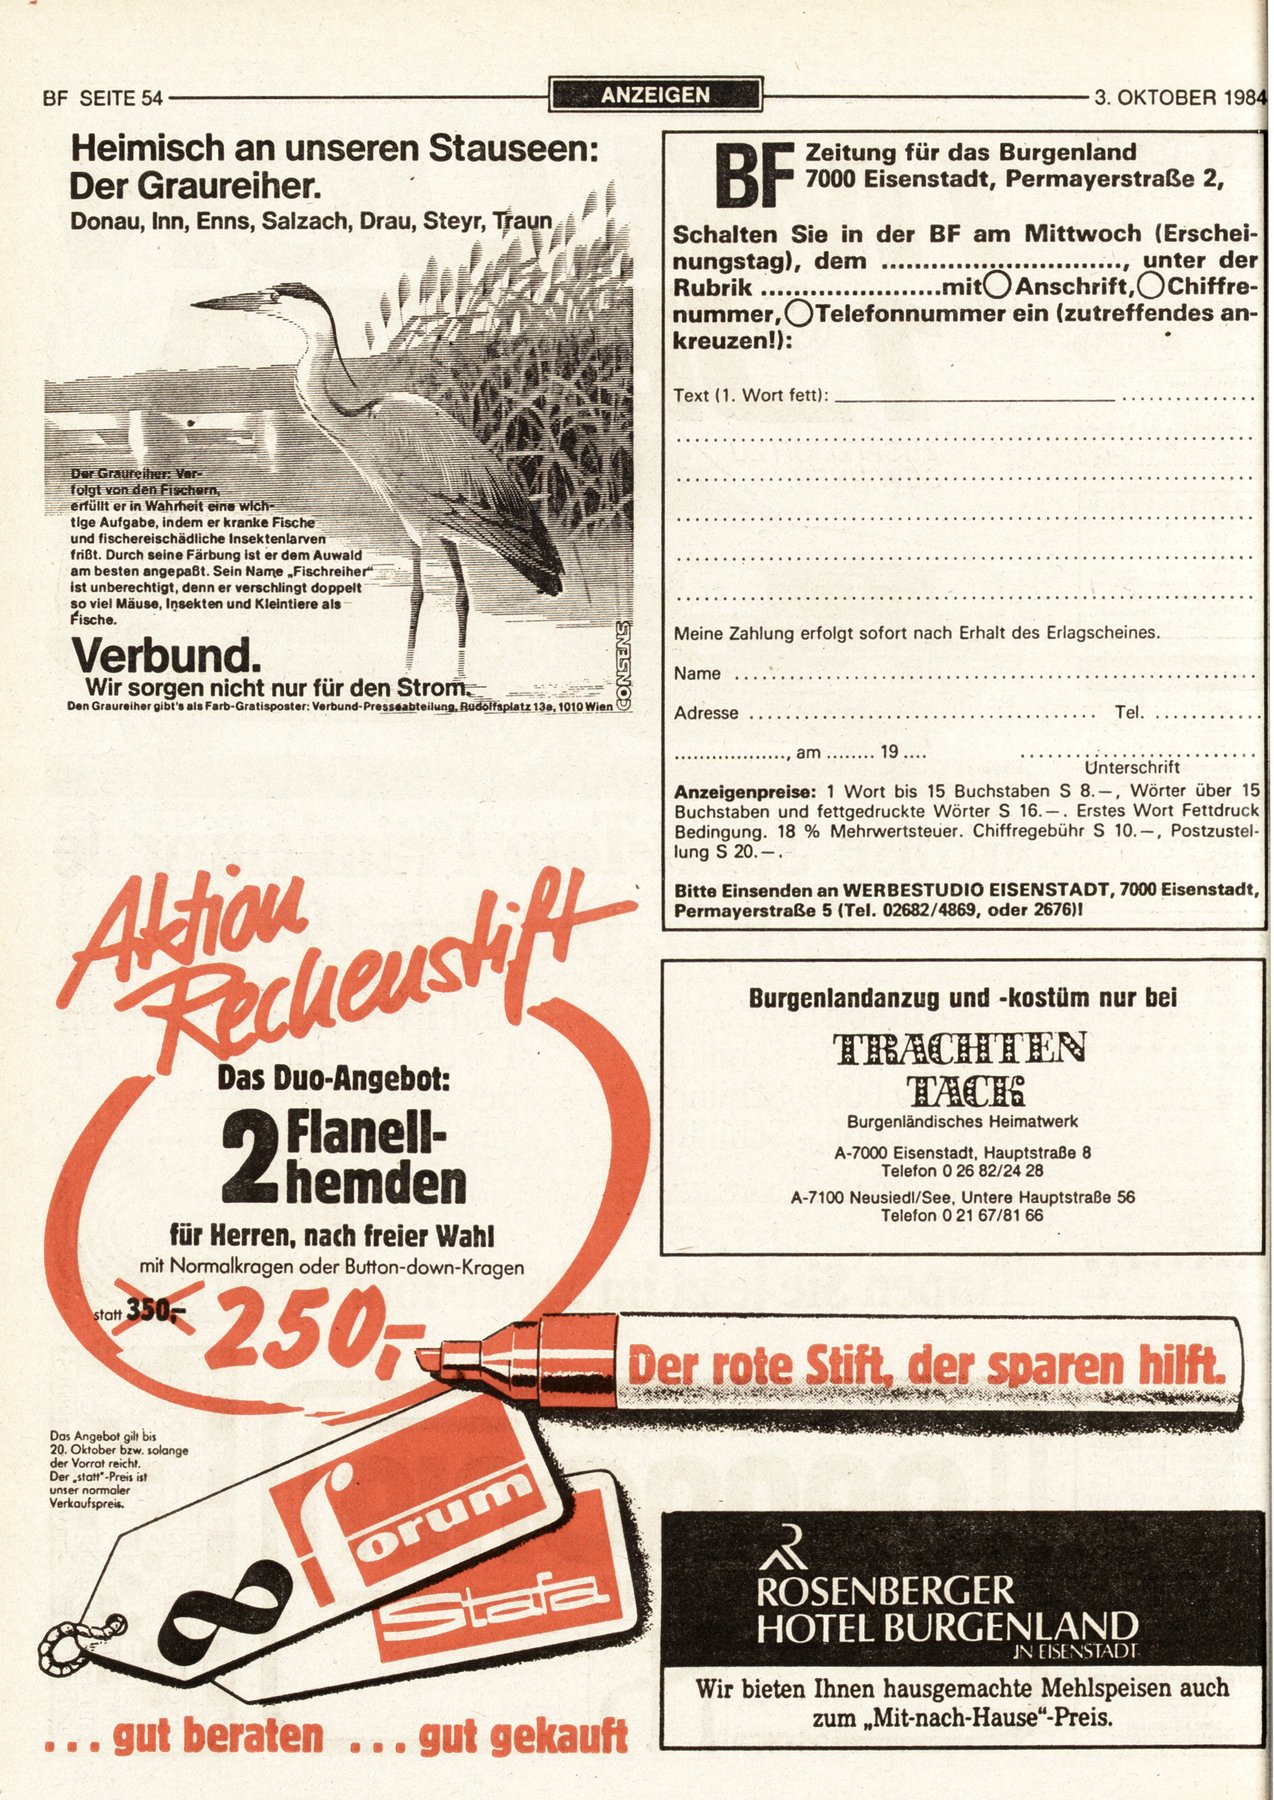 BF SEITE 54
ANZEIGEN
3. OKTOBER 1984
Heimisch an unseren Stauseen:
Der Graureiher.
Donau, Inn, Enns, Salzach, Drau, Steyr, Traun
Der Graureiher: Ver-
folgt von den Fischern,
erfüllt er in Wahrheit eine wich-
tige Aufgabe, indem er kranke Fische
und fischereischädliche Insektenlarven
frißt. Durch seine Färbung ist er dem Auwald
am besten angepaßt. Sein Name „Fischreiher“
ist unberechtigt, denn er verschlingt doppelt
so viel Mäuse, Insekten und Kleintiere als
Fische.
Verbund.
Wir sorgen nicht nur für den Strom.
Den Graureiher gibt's als Farb-Gratisposter: Verbund-Presseabteilung, Rudolfsplatz 13a, 1010 Wien
CONSENS
BF Zeitung für das Burgenland
7000 Eisenstadt, Permayerstraße 2,
Schalten Sie in der BF am Mittwoch (Erschei-
nungstag), dem ............................, unter der
Rubrik ......................mit Anschrift, Chiffre-
nummer, Telefonnummer ein (zutreffendes an-
kreuzen!):
Text (1. Wort fett):
Meine Zahlung erfolgt sofort nach Erhalt des Erlagscheines.
Name
Adresse .................................... Tel. ............
.................., am ........ 19 ....
Unterschrift
Anzeigenpreise: 1 Wort bis 15 Buchstaben S 8.—, Wörter über 15
Buchstaben und fettgedruckte Wörter S 16.—. Erstes Wort Fettdruck
Bedingung. 18 % Mehrwertsteuer. Chiffregebühr S 10.—, Postzustel-
lung S 20.—.
Bitte Einsenden an WERBESTUDIO EISENSTADT, 7000 Eisenstadt,
Permayerstraße 5 (Tel. 02682/4869, oder 2676)!
Aktion
Rechenstift
Das Duo-Angebot:
2 Flanell-
hemden
für Herren, nach freier Wahl
mit Normalkragen oder Button-down-Kragen
statt 350,- 250,-
Der rote Stift, der sparen hilft.
Das Angebot gilt bis
20. Oktober bzw. solange
der Vorrat reicht.
Der „statt“-Preis ist
unser normaler
Verkaufspreis.
forum
Stafa
... gut beraten ... gut gekauft
Burgenlandanzug und -kostüm nur bei
TRACHTEN
TACK
Burgenländisches Heimatwerk
A-7000 Eisenstadt, Hauptstraße 8
Telefon 0 26 82/24 28
A-7100 Neusiedl/See, Untere Hauptstraße 56
Telefon 0 21 67/81 66
ROSENBERGER
HOTEL BURGENLAND
IN EISENSTADT
Wir bieten Ihnen hausgemachte Mehlspeisen auch
zum „Mit-nach-Hause“-Preis.